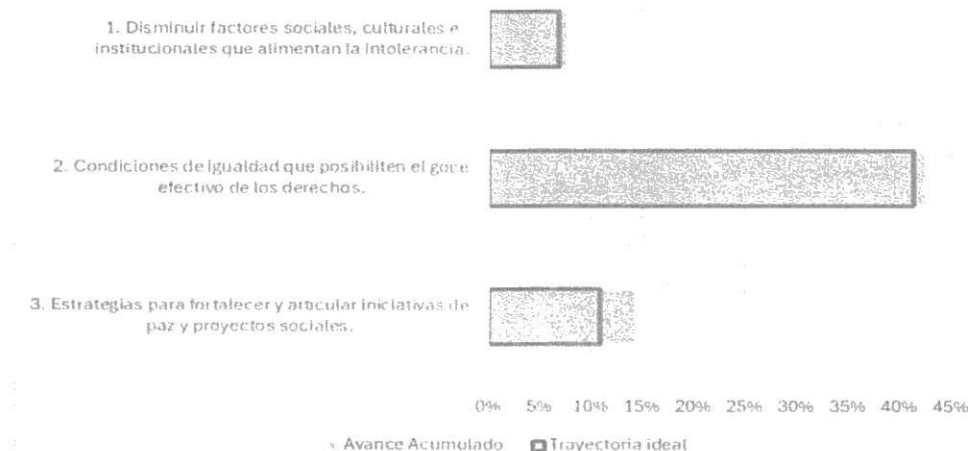 1. Disminuir factores sociales, culturales e
institucionales que alimentan la intolerancia.
2. Condiciones de igualdad que posibiliten el goce
efectivo de los derechos.
3. Estrategias para fortalecer y articular iniciativas de
paz y proyectos sociales.
0% 5% 10% 15% 20% 25% 30% 35% 40% 45%
Avance Acumulado Trayectoria ideal